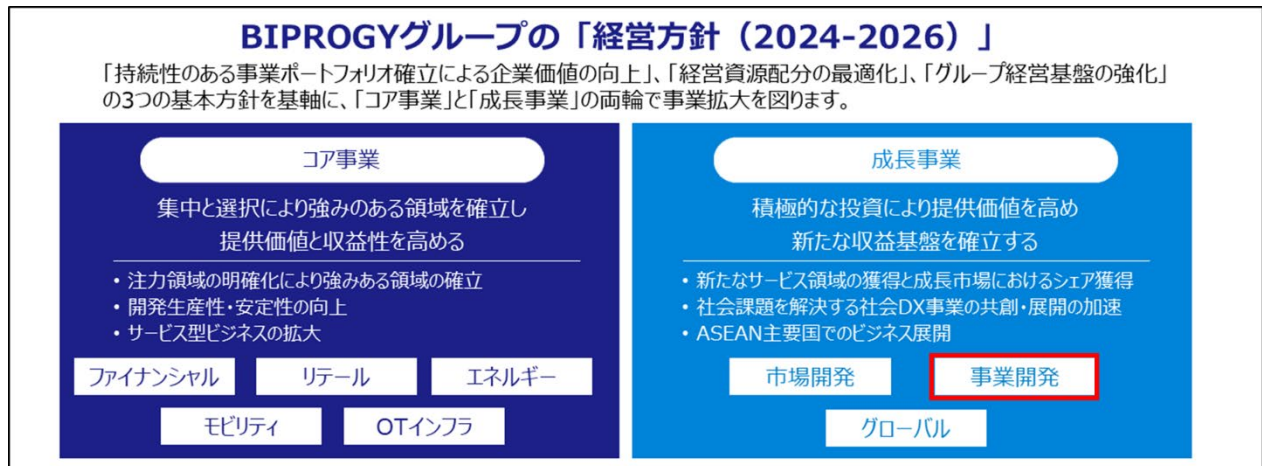 BIPROGYグループの「経営方針（2024-2026）」
「持続性のある事業ポートフォリオ確立による企業価値の向上」、「経営資源配分の最適化」、「グループ経営基盤の強化」
の3つの基本方針を基軸に、「コア事業」と「成長事業」の両輪で事業拡大を図ります。
コア事業
集中と選択により強みのある領域を確立し
提供価値と収益性を高める
・注力領域の明確化により強みある領域の確立
・開発生産性・安定性の向上
・サービス型ビジネスの拡大
ファイナンシャル
リテール
エネルギー
モビリティ
OTインフラ
成長事業
積極的な投資により提供価値を高め
新たな収益基盤を確立する
・新たなサービス領域の獲得と成長市場におけるシェア獲得
・社会課題を解決する社会DX事業の共創・展開の加速
・ASEAN主要国でのビジネス展開
市場開発
事業開発
グローバル